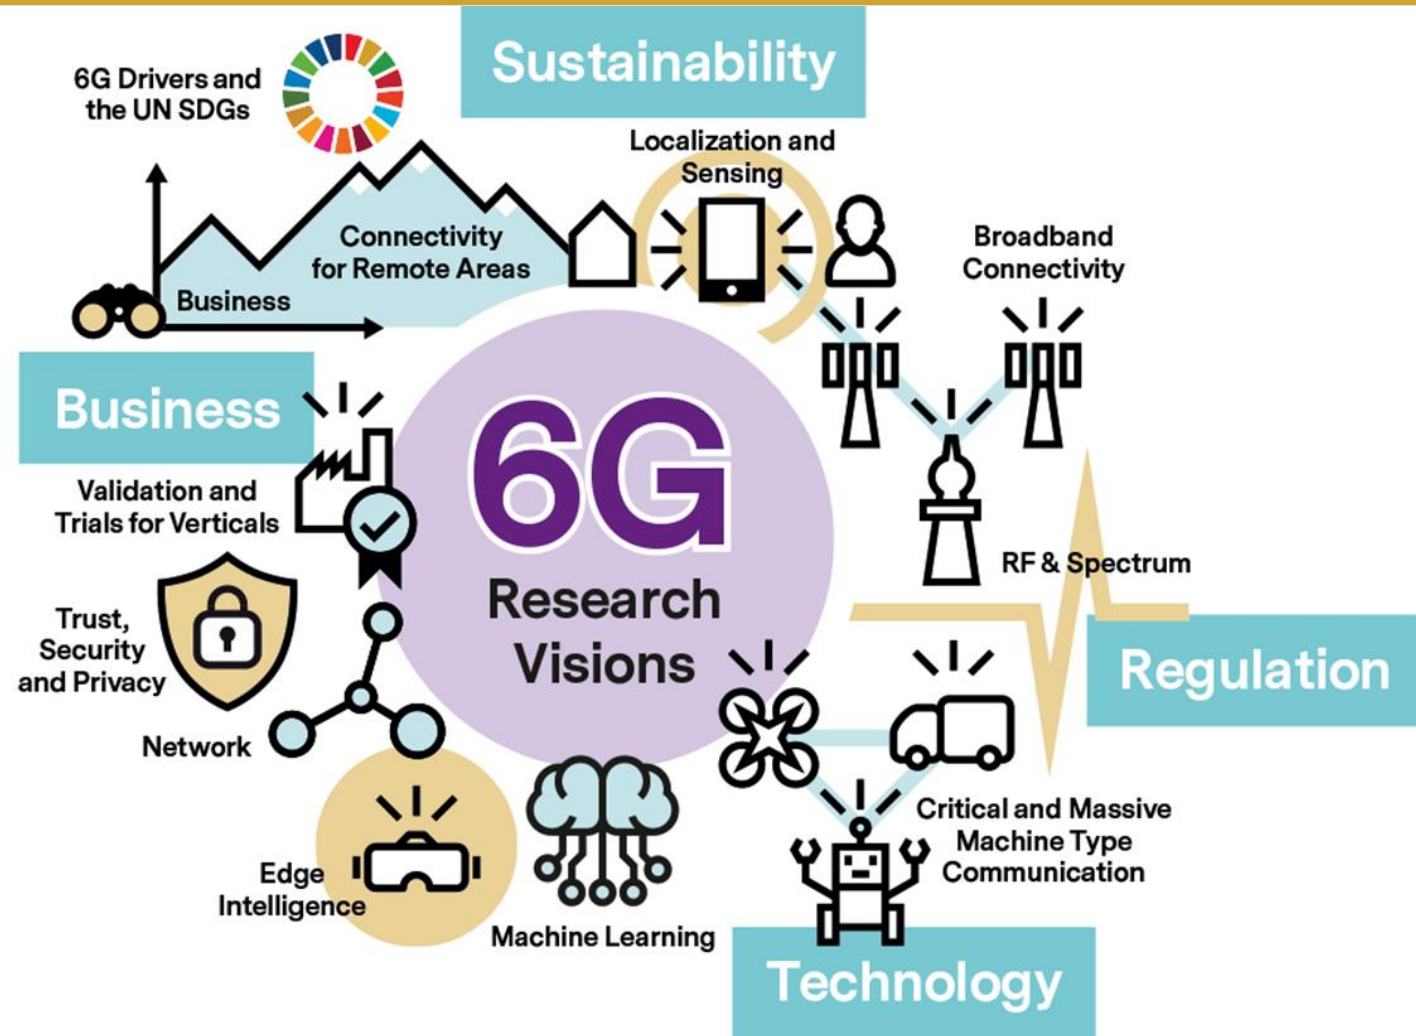 Sustainability
6G Drivers and
the UN SDGs
Localization and
Sensing
Connectivity
for Remote Areas
Broadband
Connectivity
Business
Business
6G
Research
Visions
Validation and
Trials for Verticals
RF & Spectrum
Trust,
Security
and Privacy
Regulation
Network
Critical and Massive
Machine Type
Communication
Edge
Intelligence
Machine Learning
Technology